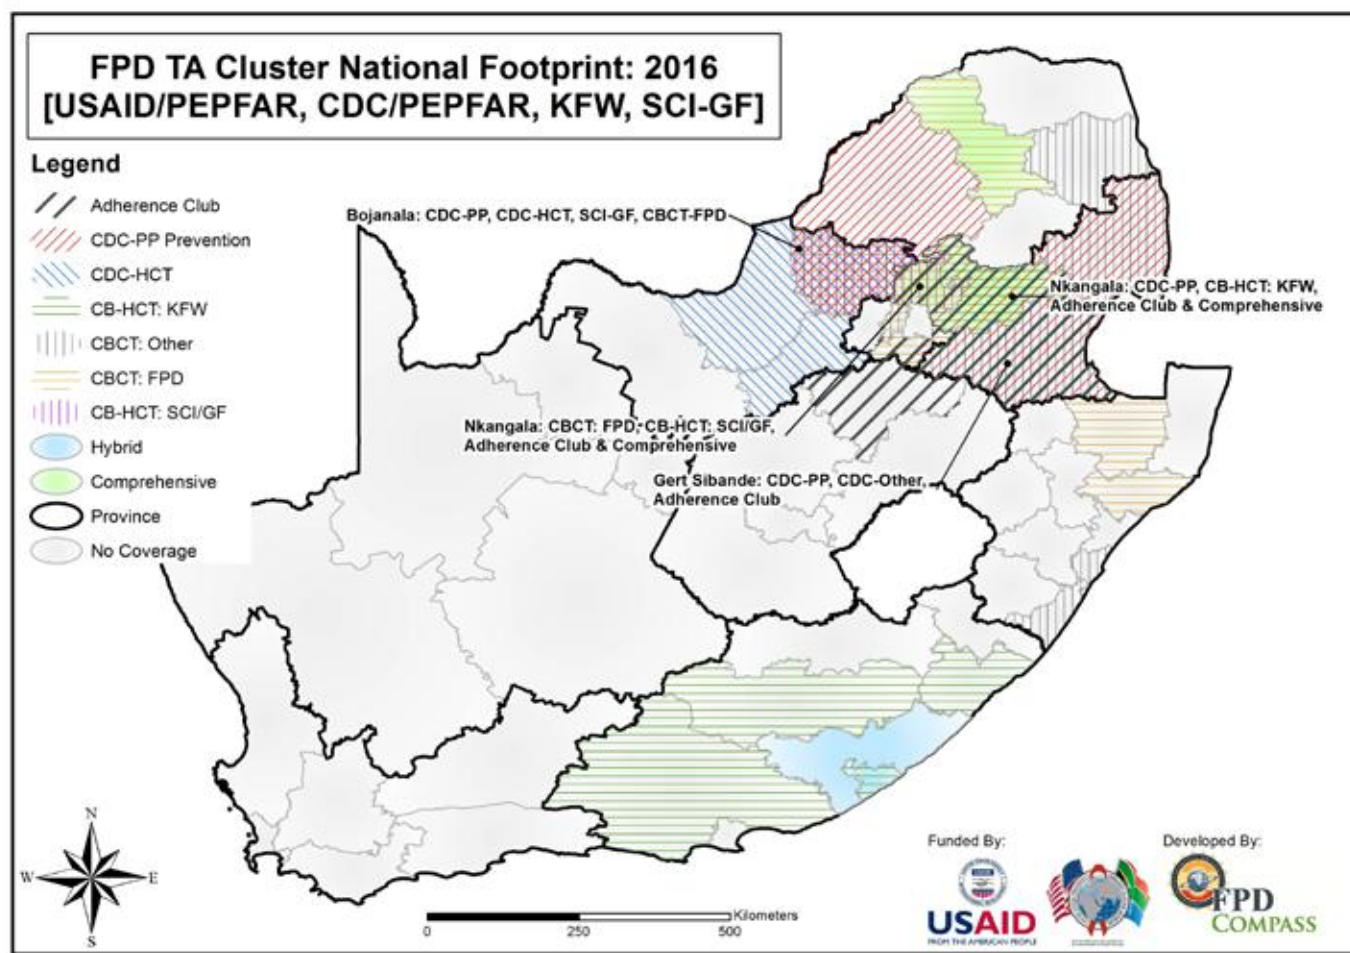 FPD TA Cluster National Footprint: 2016
[USAID/PEPFAR, CDC/PEPFAR, KFW, SCI-GF]
Legend
Adherence Club
CDC-PP Prevention
CDC-HCT
CB-HCT: KFW
CBCT: Other
CBCT: FPD
CB-HCT: SCI/GF
Hybrid
Comprehensive
Province
No Coverage
Bojanala: CDC-PP, CDC-HCT, SCI-GF, CBCT-FPD
Nkangala: CDC-PP, CB-HCT: KFW,
Adherence Club & Comprehensive
Nkangala: CBCT: FPD, CB-HCT: SCI/GF,
Adherence Club & Comprehensive
Gert Sibande: CDC-PP, CDC-Other,
Adherence Club
N
W
E
S
Kilometers
0
250
500
Funded By:
USAID
FROM THE AMERICAN PEOPLE
Developed By:
FPD
COMPASS